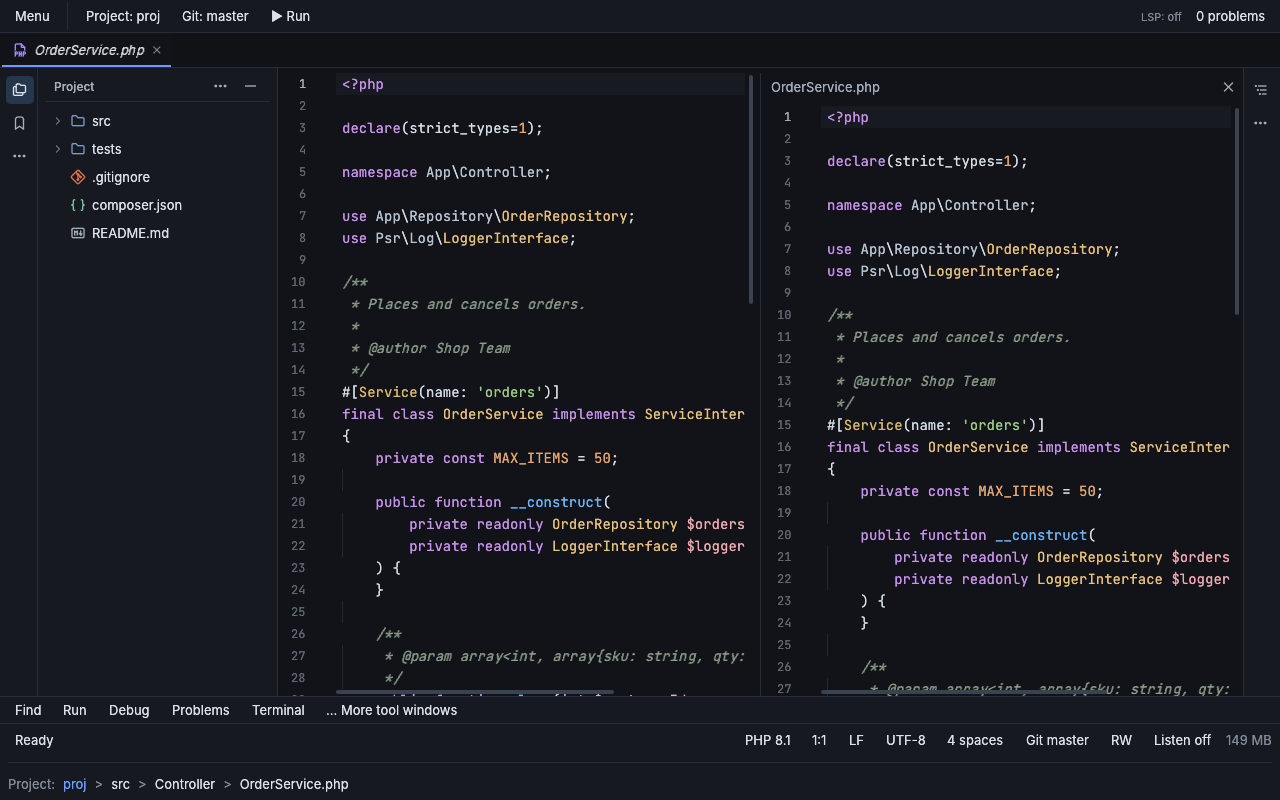 Menu Project: proj Git: master Run LSP: off 0 problems
OrderService.php
Project
src
tests
.gitignore
composer.json
README.md
1 <?php
2
3 declare(strict_types=1);
4
5 namespace App\Controller;
6
7 use App\Repository\OrderRepository;
8 use Psr\Log\LoggerInterface;
9
10 /**
11 * Places and cancels orders.
12 *
13 * @author Shop Team
14 */
15 #[Service(name: 'orders')]
16 final class OrderService implements ServiceInter
17 {
18 private const MAX_ITEMS = 50;
19
20 public function __construct(
21 private readonly OrderRepository $orders
22 private readonly LoggerInterface $logger
23 ) {
24 }
25
26 /**
27 * @param array<int, array{sku: string, qty:
28 */
OrderService.php
1 <?php
2
3 declare(strict_types=1);
4
5 namespace App\Controller;
6
7 use App\Repository\OrderRepository;
8 use Psr\Log\LoggerInterface;
9
10 /**
11 * Places and cancels orders.
12 *
13 * @author Shop Team
14 */
15 #[Service(name: 'orders')]
16 final class OrderService implements ServiceInter
17 {
18 private const MAX_ITEMS = 50;
19
20 public function __construct(
21 private readonly OrderRepository $orders
22 private readonly LoggerInterface $logger
23 ) {
24 }
25
26 /**
27 * @param array<int, array{sku: string, qty:
Find Run Debug Problems Terminal ... More tool windows
Ready PHP 8.1 1:1 LF UTF-8 4 spaces Git master RW Listen off 149 MB
Project: proj > src > Controller > OrderService.php